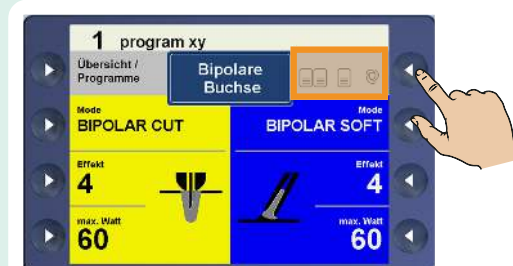 1 program xy
Übersicht /
Programme
Bipolare
Buchse
Mode
BIPOLAR CUT
Mode
BIPOLAR SOFT
Effekt
4
Effekt
4
max. Watt
60
max. Watt
60